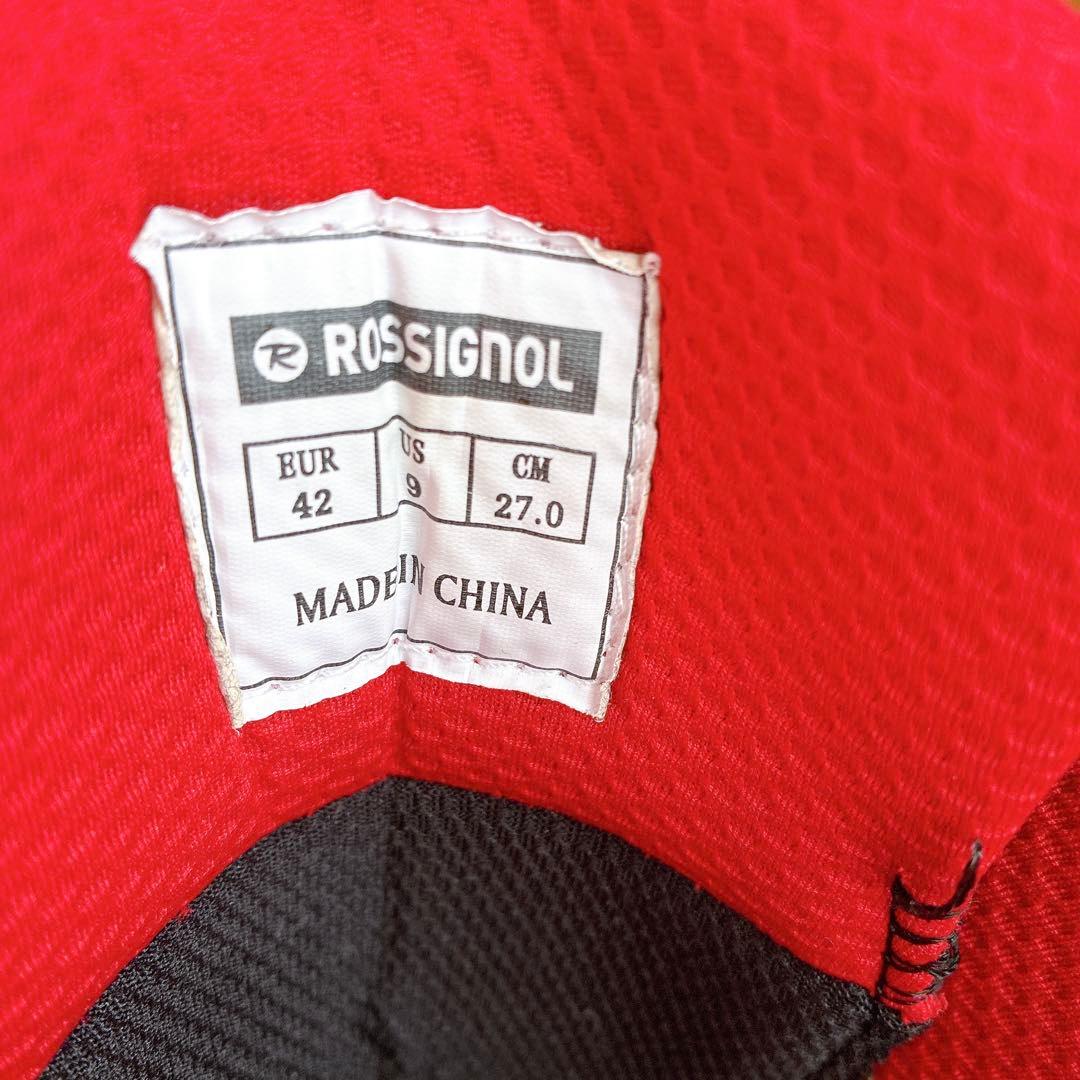 R ROSSIGNOL
EUR US CM
42 9 27.0
MADE IN CHINA